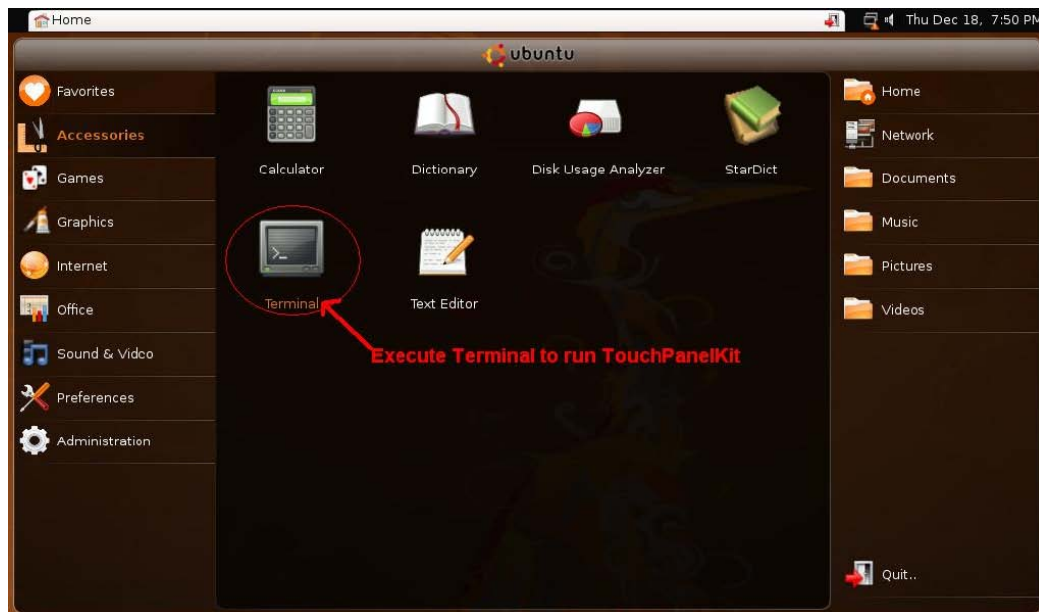 Home
Thu Dec 18, 7:50 PM
ubuntu
Favorites
Accessories
Games
Graphics
Internet
Office
Sound & Video
Preferences
Administration
Calculator
Dictionary
Disk Usage Analyzer
StarDict
Terminal
Text Editor
Execute Terminal to run TouchPanelKit
Home
Network
Documents
Music
Pictures
Videos
Quit..